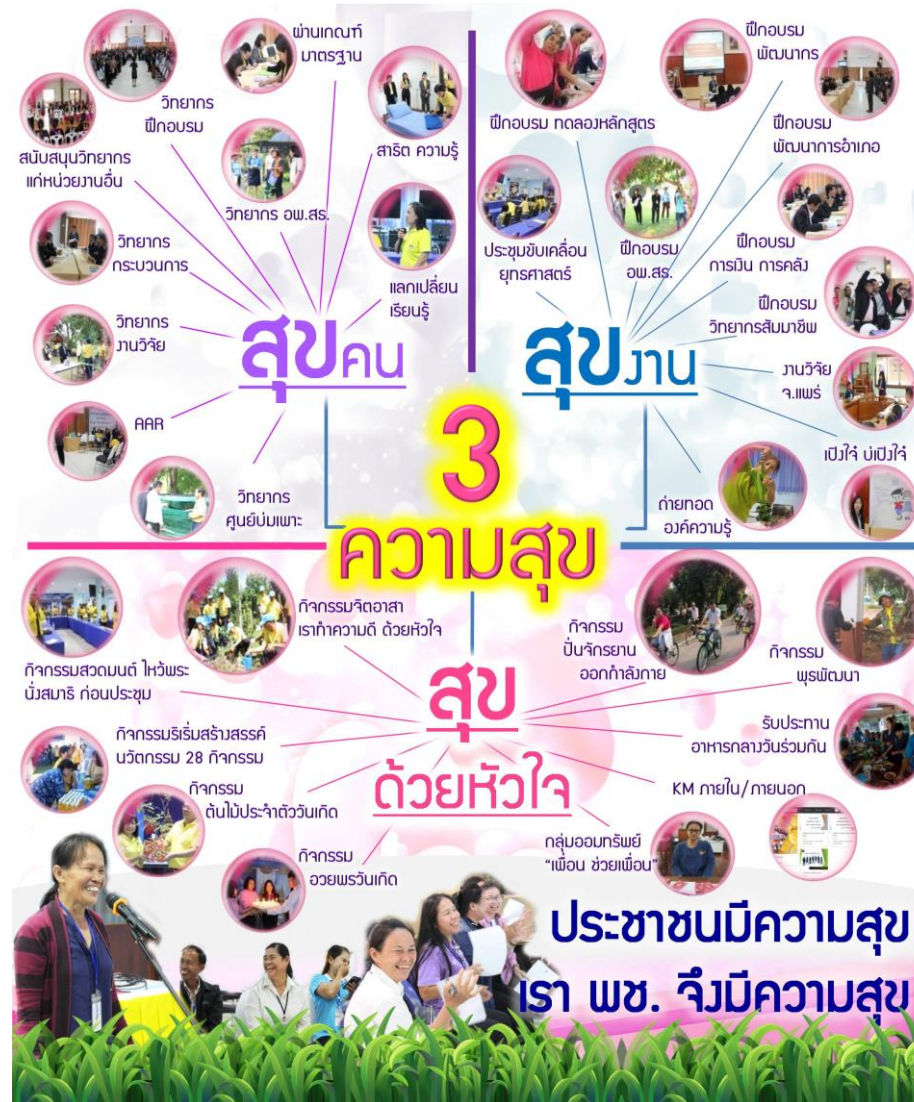 ผ่านเกณฑ์
มาตรฐาน
วิทยากร
ฝึกอบรม
สนับสนุนวิทยากร
แก่หน่วยงานอื่น
สาธิต ความรู้
วิทยากร อพ.สธ.
วิทยากร
กระบวนการ
แลกเปลี่ยน
เรียนรู้
วิทยากร
งานวิจัย
สุขคน
AAR
วิทยากร
ศูนย์บ่มเพาะ
ฝึกอบรม
พัฒนากร
ฝึกอบรม ทดลองหลักสูตร
ฝึกอบรม
พัฒนาการอำเภอ
ประชุมขับเคลื่อน
ยุทธศาสตร์
ฝึกอบรม
อพ.สธ.
ฝึกอบรม
การเงิน การคลัง
ฝึกอบรม
วิทยากรสัมมาชีพ
สุขงาน
งานวิจัย
จ.แพร่
เปิงใจ๋ บ่เปิงใจ๋
ถ่ายทอด
องค์ความรู้
3
ความสุข
กิจกรรมจิตอาสา
เราทำความดี ด้วยหัวใจ
กิจกรรมสวดมนต์ ไหว้พระ
นั่งสมาธิ ก่อนประชุม
กิจกรรม
ปั่นจักรยาน
ออกกำลังกาย
กิจกรรม
พุธพัฒนา
สุข
ด้วยหัวใจ
กิจกรรมริเริ่มสร้างสรรค์
นวัตกรรม 28 กิจกรรม
รับประทาน
อาหารกลางวันร่วมกัน
กิจกรรม
ต้นไม้ประจำตัววันเกิด
KM ภายใน/ภายนอก
กิจกรรม
อวยพรวันเกิด
กลุ่มออมทรัพย์
“เพื่อน ช่วยเพื่อน”
ประชาชนมีความสุข
เรา พช. จึงมีความสุข